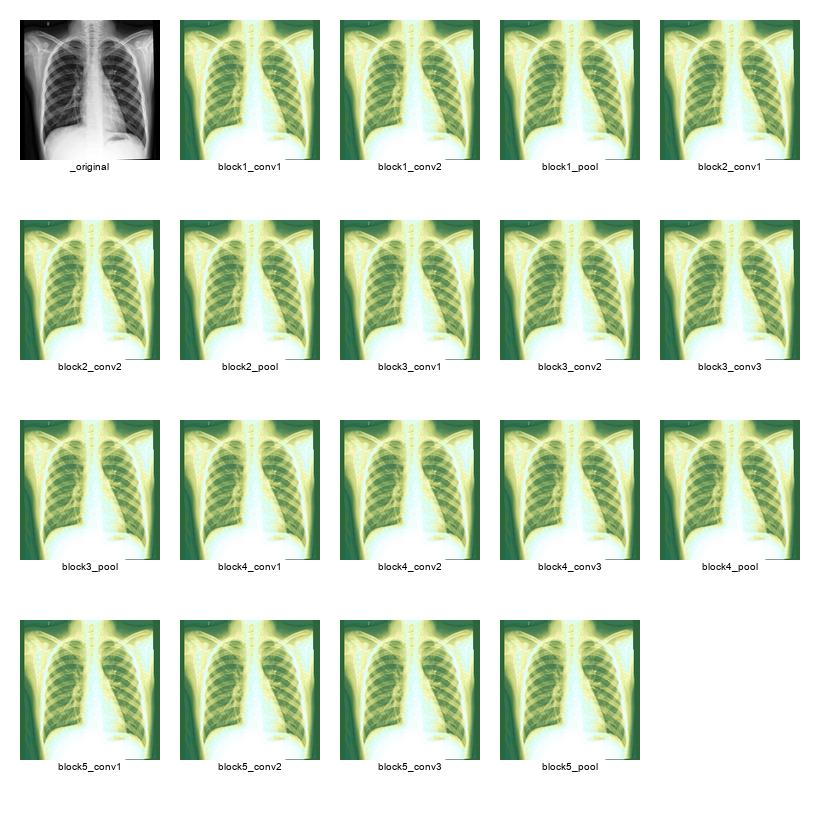 _original block1_conv1 block1_conv2 block1_pool block2_conv1
block2_conv2 block2_pool block3_conv1 block3_conv2 block3_conv3
block3_pool block4_conv1 block4_conv2 block4_conv3 block4_pool
block5_conv1 block5_conv2 block5_conv3 block5_pool